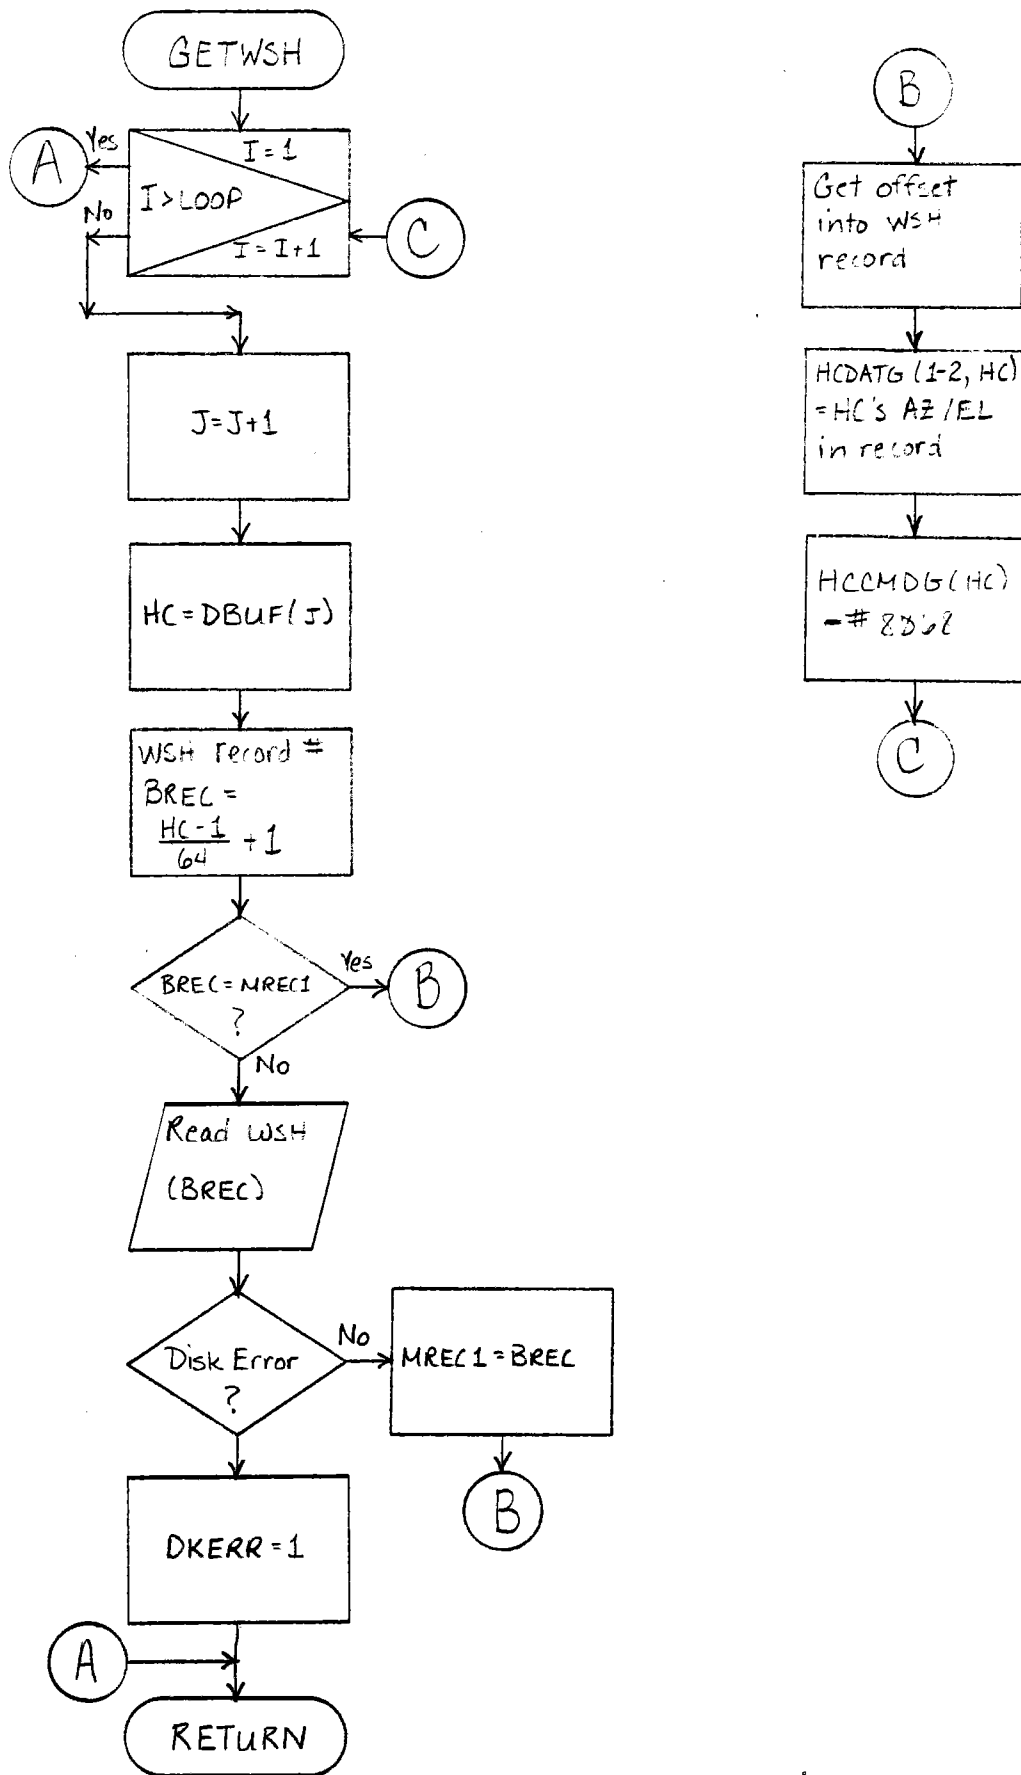 GETWSH
A
Yes
I=1
I>LOOP
No
I=I+1
C
J=J+1
HC=DBUF(J)
WSH record #
BREC =
HC-1
64
+1
BREC=MREC1
?
Yes
B
No
Read WSH
(BREC)
Disk Error
?
No
MREC1=BREC
B
DKERR=1
A
RETURN
B
Get offset
into WSH
record
HCDATG (1-2, HC)
=HC's AZ/EL
in record
HCCMDG(HC)
C